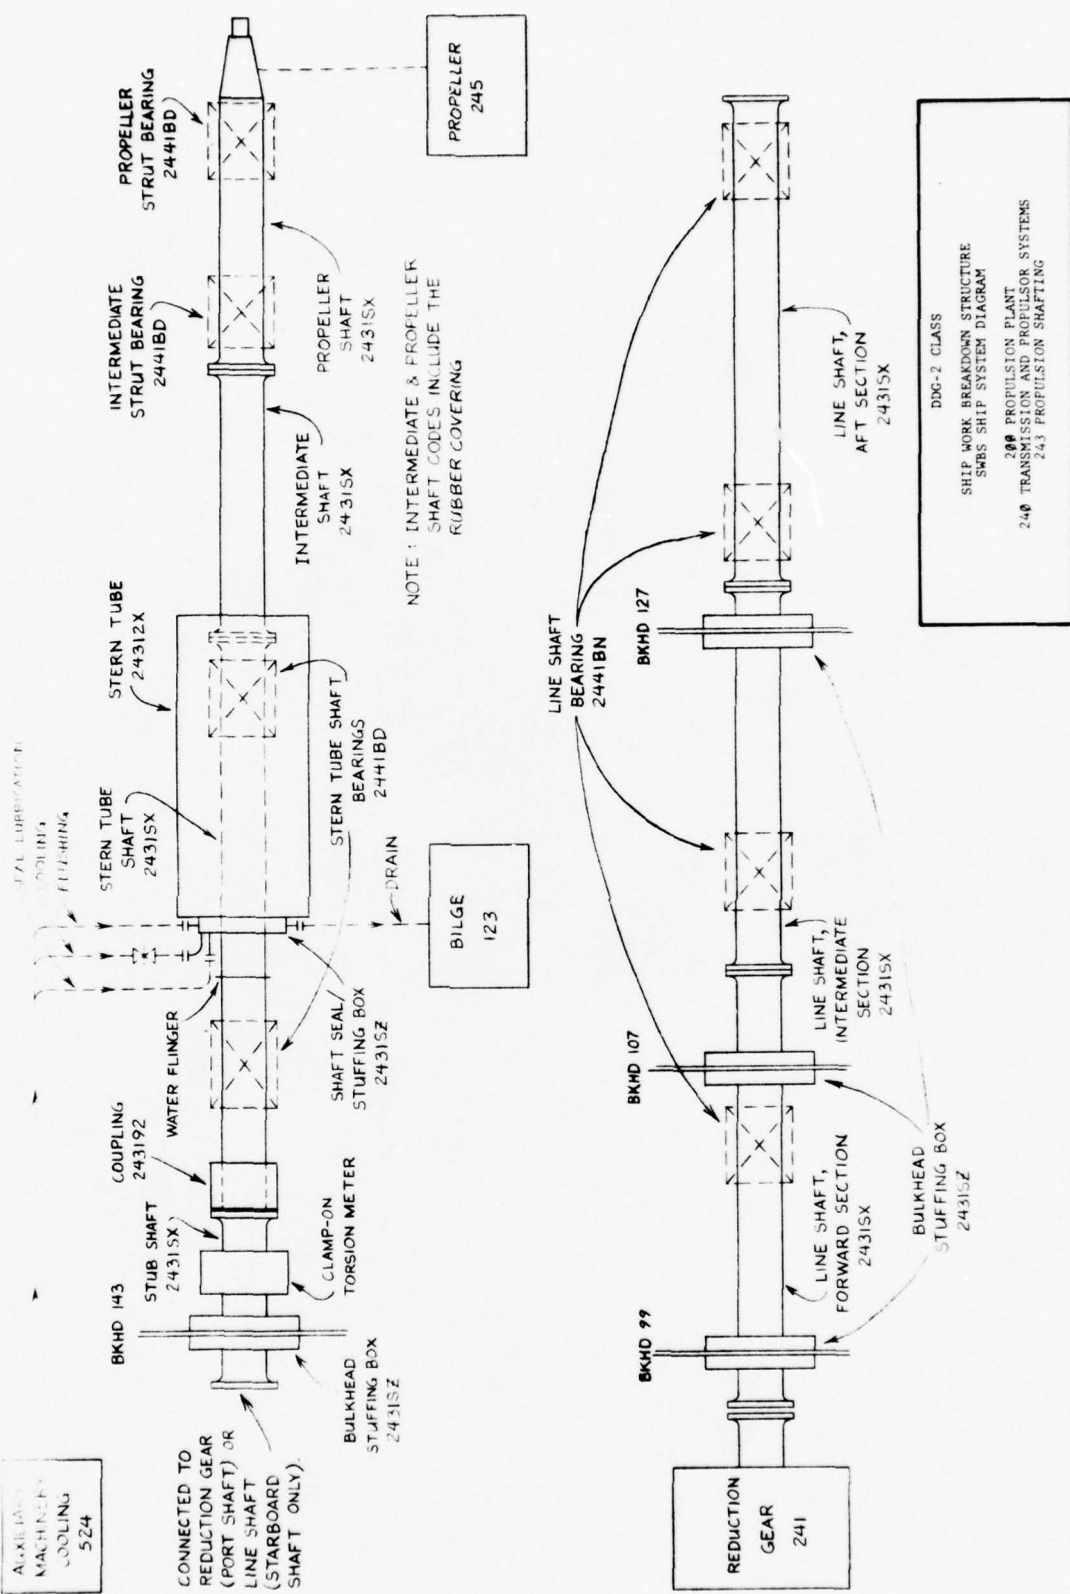 AUXILIARY
MACHINERY
COOLING
524
SEAL LUBRICATION
COOLING
FLUSHING
CONNECTED TO
REDUCTION GEAR
(PORT SHAFT) OR
LINE SHAFT
(STARBOARD
SHAFT ONLY).
BKHD 143
BULKHEAD
STUFFING BOX
2431SZ
STUB SHAFT
2431SX
CLAMP-ON
TORSION METER
COUPLING
243192
WATER FLINGER
SHAFT SEAL/
STUFFING BOX
2431SZ
STERN TUBE
SHAFT
2431SX
DRAIN
BILGE
123
STERN TUBE SHAFT
BEARINGS
2441BD
STERN TUBE
24312X
INTERMEDIATE
SHAFT
2431SX
INTERMEDIATE
STRUT BEARING
2441BD
PROPELLER
SHAFT
2431SX
PROPELLER
STRUT BEARING
2441BD
PROPELLER
245
NOTE: INTERMEDIATE & PROPELLER
SHAFT CODES INCLUDE THE
RUBBER COVERING
REDUCTION
GEAR
241
BKHD 99
LINE SHAFT,
FORWARD SECTION
2431SX
BULKHEAD
STUFFING BOX
2431SZ
BKHD 107
LINE SHAFT,
INTERMEDIATE
SECTION
2431SX
LINE SHAFT
BEARING
2441BN
BKHD 127
LINE SHAFT,
AFT SECTION
2431SX
DDG-2 CLASS
SHIP WORK BREAKDOWN STRUCTURE
SWBS SHIP SYSTEM DIAGRAM
200 PROPULSION PLANT
240 TRANSMISSION AND PROPULSOR SYSTEMS
243 PROPULSION SHAFTING